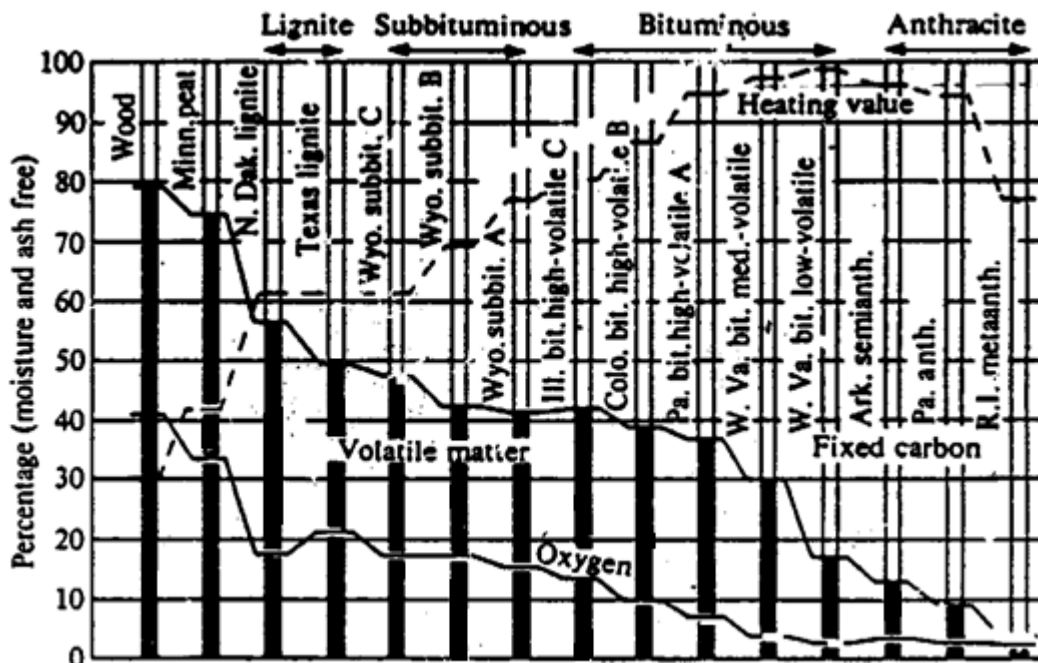 Lignite Subbituminous Bituminous Anthracite
Percentage (moisture and ash free)
100
90
80
70
60
50
40
30
20
10
0
Wood
Minn. peat
N. Dak. lignite
Texas lignite
Wyo. subbit. C
Wyo. subbit. B
Wyo. subbit. A
Ill. bit. high-volatile C
Colo. bit. high-volatile B
Pa. bit. high-volatile A
W. Va. bit. med.-volatile
W. Va. bit. low-volatile
Ark. semianth.
Pa. anth.
R.I. metaanth.
Heating value
Volatile matter
Fixed carbon
Oxygen